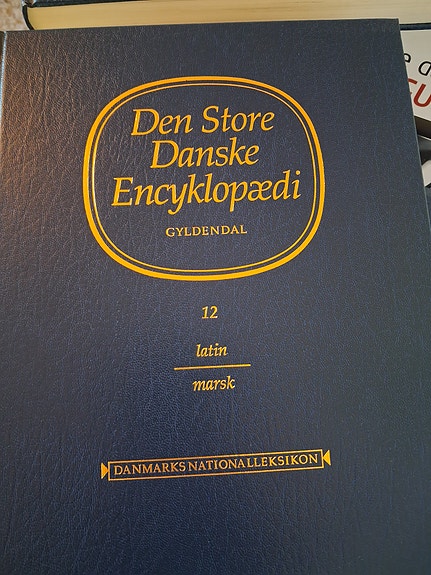 Den Store
Danske
Encyklopædi
GYLDENDAL
12
latin
marsk
DANMARKS NATIONALLEKSIKON